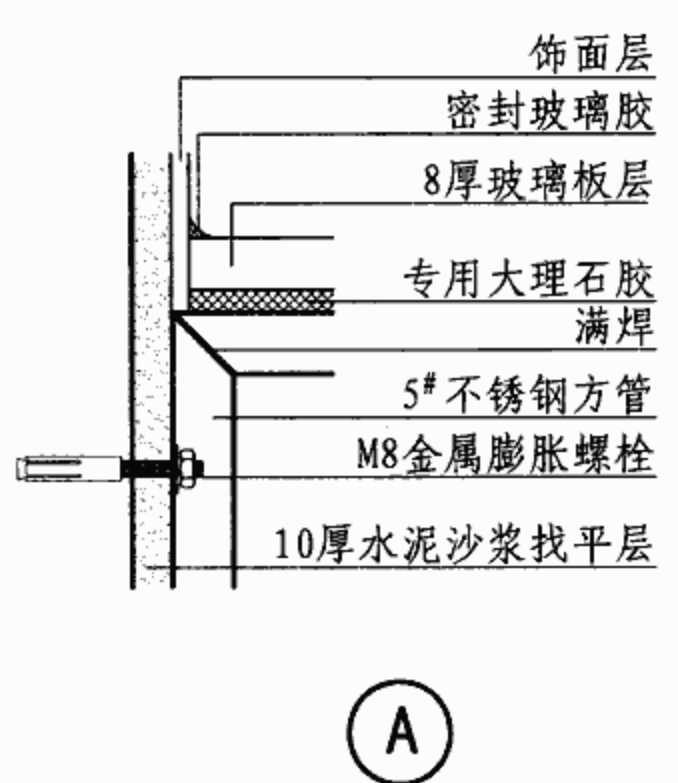 饰面层
密封玻璃胶
8厚玻璃板层
专用大理石胶
满焊
5#不锈钢方管
M8金属膨胀螺栓
10厚水泥沙浆找平层
A